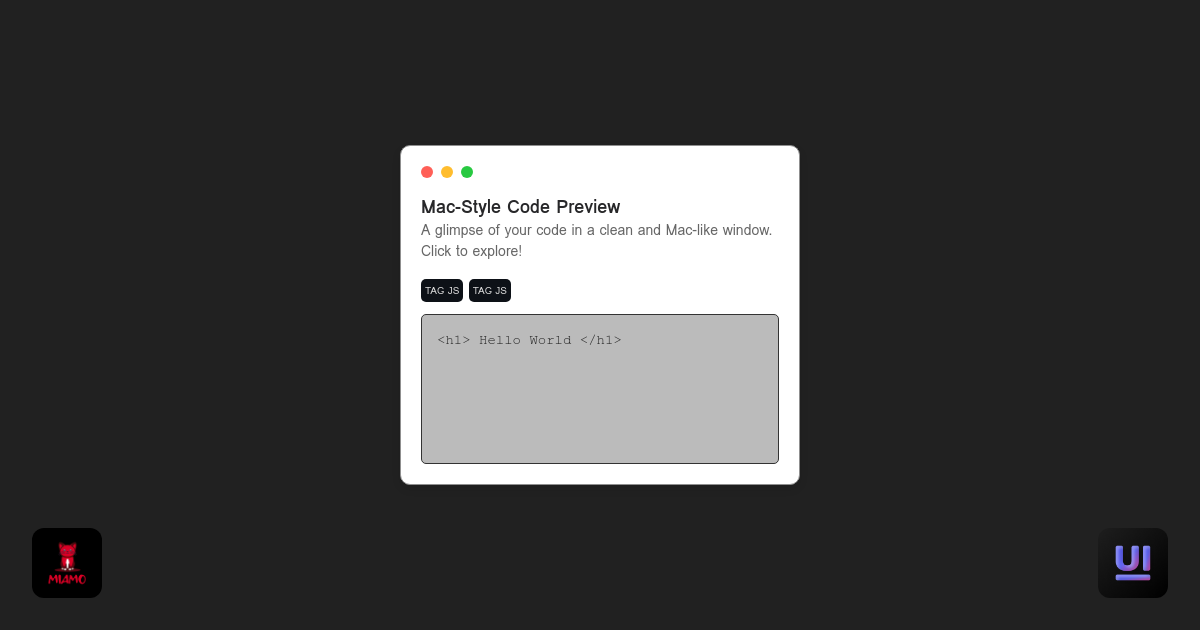 Mac-Style Code Preview
A glimpse of your code in a clean and Mac-like window.
Click to explore!
TAG JS TAG JS
<h1> Hello World </h1>
MIAMO
UI